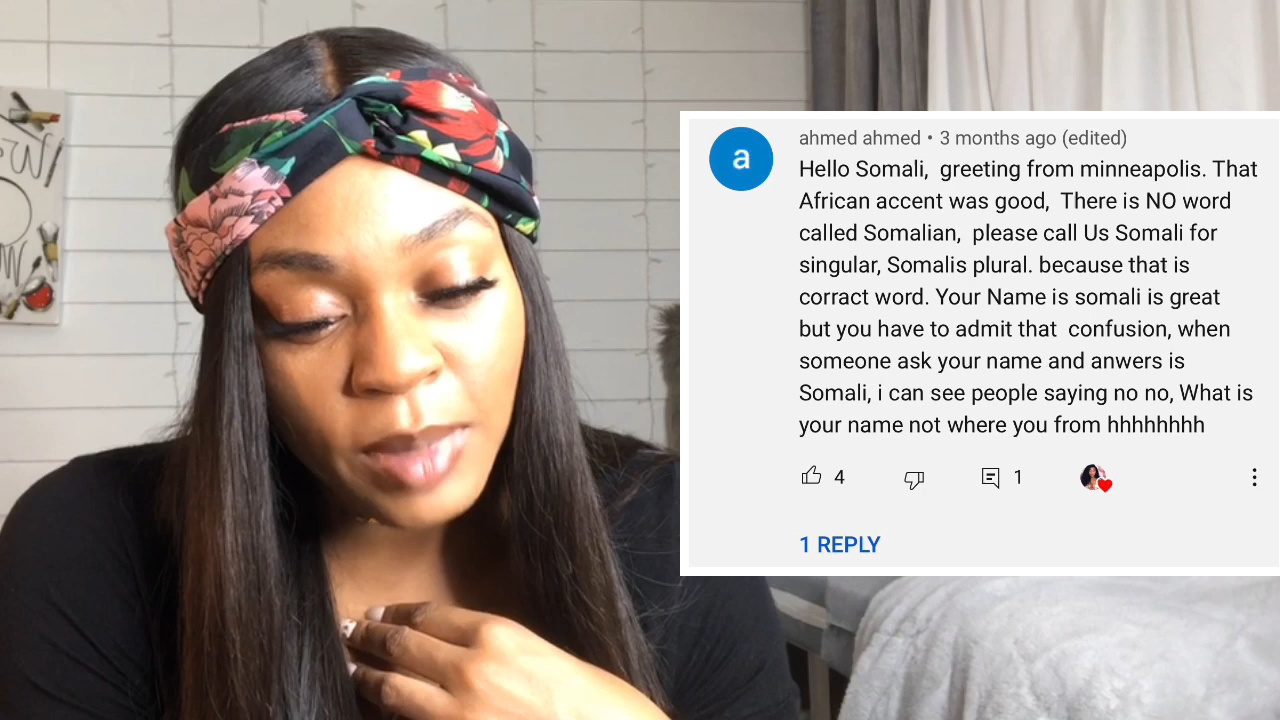 a
ahmed ahmed • 3 months ago (edited)
Hello Somali,  greeting from minneapolis. That
African accent was good,  There is NO word
called Somalian,  please call Us Somali for
singular, Somalis plural. because that is
corract word. Your Name is somali is great
but you have to admit that  confusion, when
someone ask your name and anwers is
Somali, i can see people saying no no, What is
your name not where you from hhhhhhhh
4
1
1 REPLY